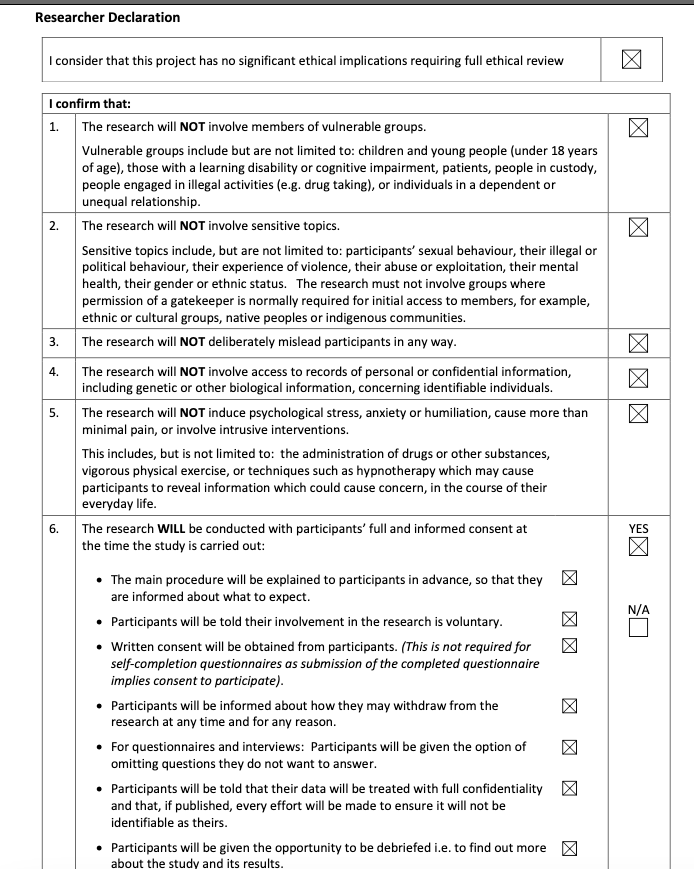 Researcher Declaration
I consider that this project has no significant ethical implications requiring full ethical review
I confirm that:
1. The research will NOT involve members of vulnerable groups.
Vulnerable groups include but are not limited to: children and young people (under 18 years
of age), those with a learning disability or cognitive impairment, patients, people in custody,
people engaged in illegal activities (e.g. drug taking), or individuals in a dependent or
unequal relationship.
2. The research will NOT involve sensitive topics.
Sensitive topics include, but are not limited to: participants’ sexual behaviour, their illegal or
political behaviour, their experience of violence, their abuse or exploitation, their mental
health, their gender or ethnic status. The research must not involve groups where
permission of a gatekeeper is normally required for initial access to members, for example,
ethnic or cultural groups, native peoples or indigenous communities.
3. The research will NOT deliberately mislead participants in any way.
4. The research will NOT involve access to records of personal or confidential information,
including genetic or other biological information, concerning identifiable individuals.
5. The research will NOT induce psychological stress, anxiety or humiliation, cause more than
minimal pain, or involve intrusive interventions.
This includes, but is not limited to: the administration of drugs or other substances,
vigorous physical exercise, or techniques such as hypnotherapy which may cause
participants to reveal information which could cause concern, in the course of their
everyday life.
6. The research WILL be conducted with participants’ full and informed consent at
the time the study is carried out:
YES
• The main procedure will be explained to participants in advance, so that they
are informed about what to expect.
N/A
• Participants will be told their involvement in the research is voluntary.
• Written consent will be obtained from participants. (This is not required for
self-completion questionnaires as submission of the completed questionnaire
implies consent to participate).
• Participants will be informed about how they may withdraw from the
research at any time and for any reason.
• For questionnaires and interviews: Participants will be given the option of
omitting questions they do not want to answer.
• Participants will be told that their data will be treated with full confidentiality
and that, if published, every effort will be made to ensure it will not be
identifiable as theirs.
• Participants will be given the opportunity to be debriefed i.e. to find out more
about the study and its results.